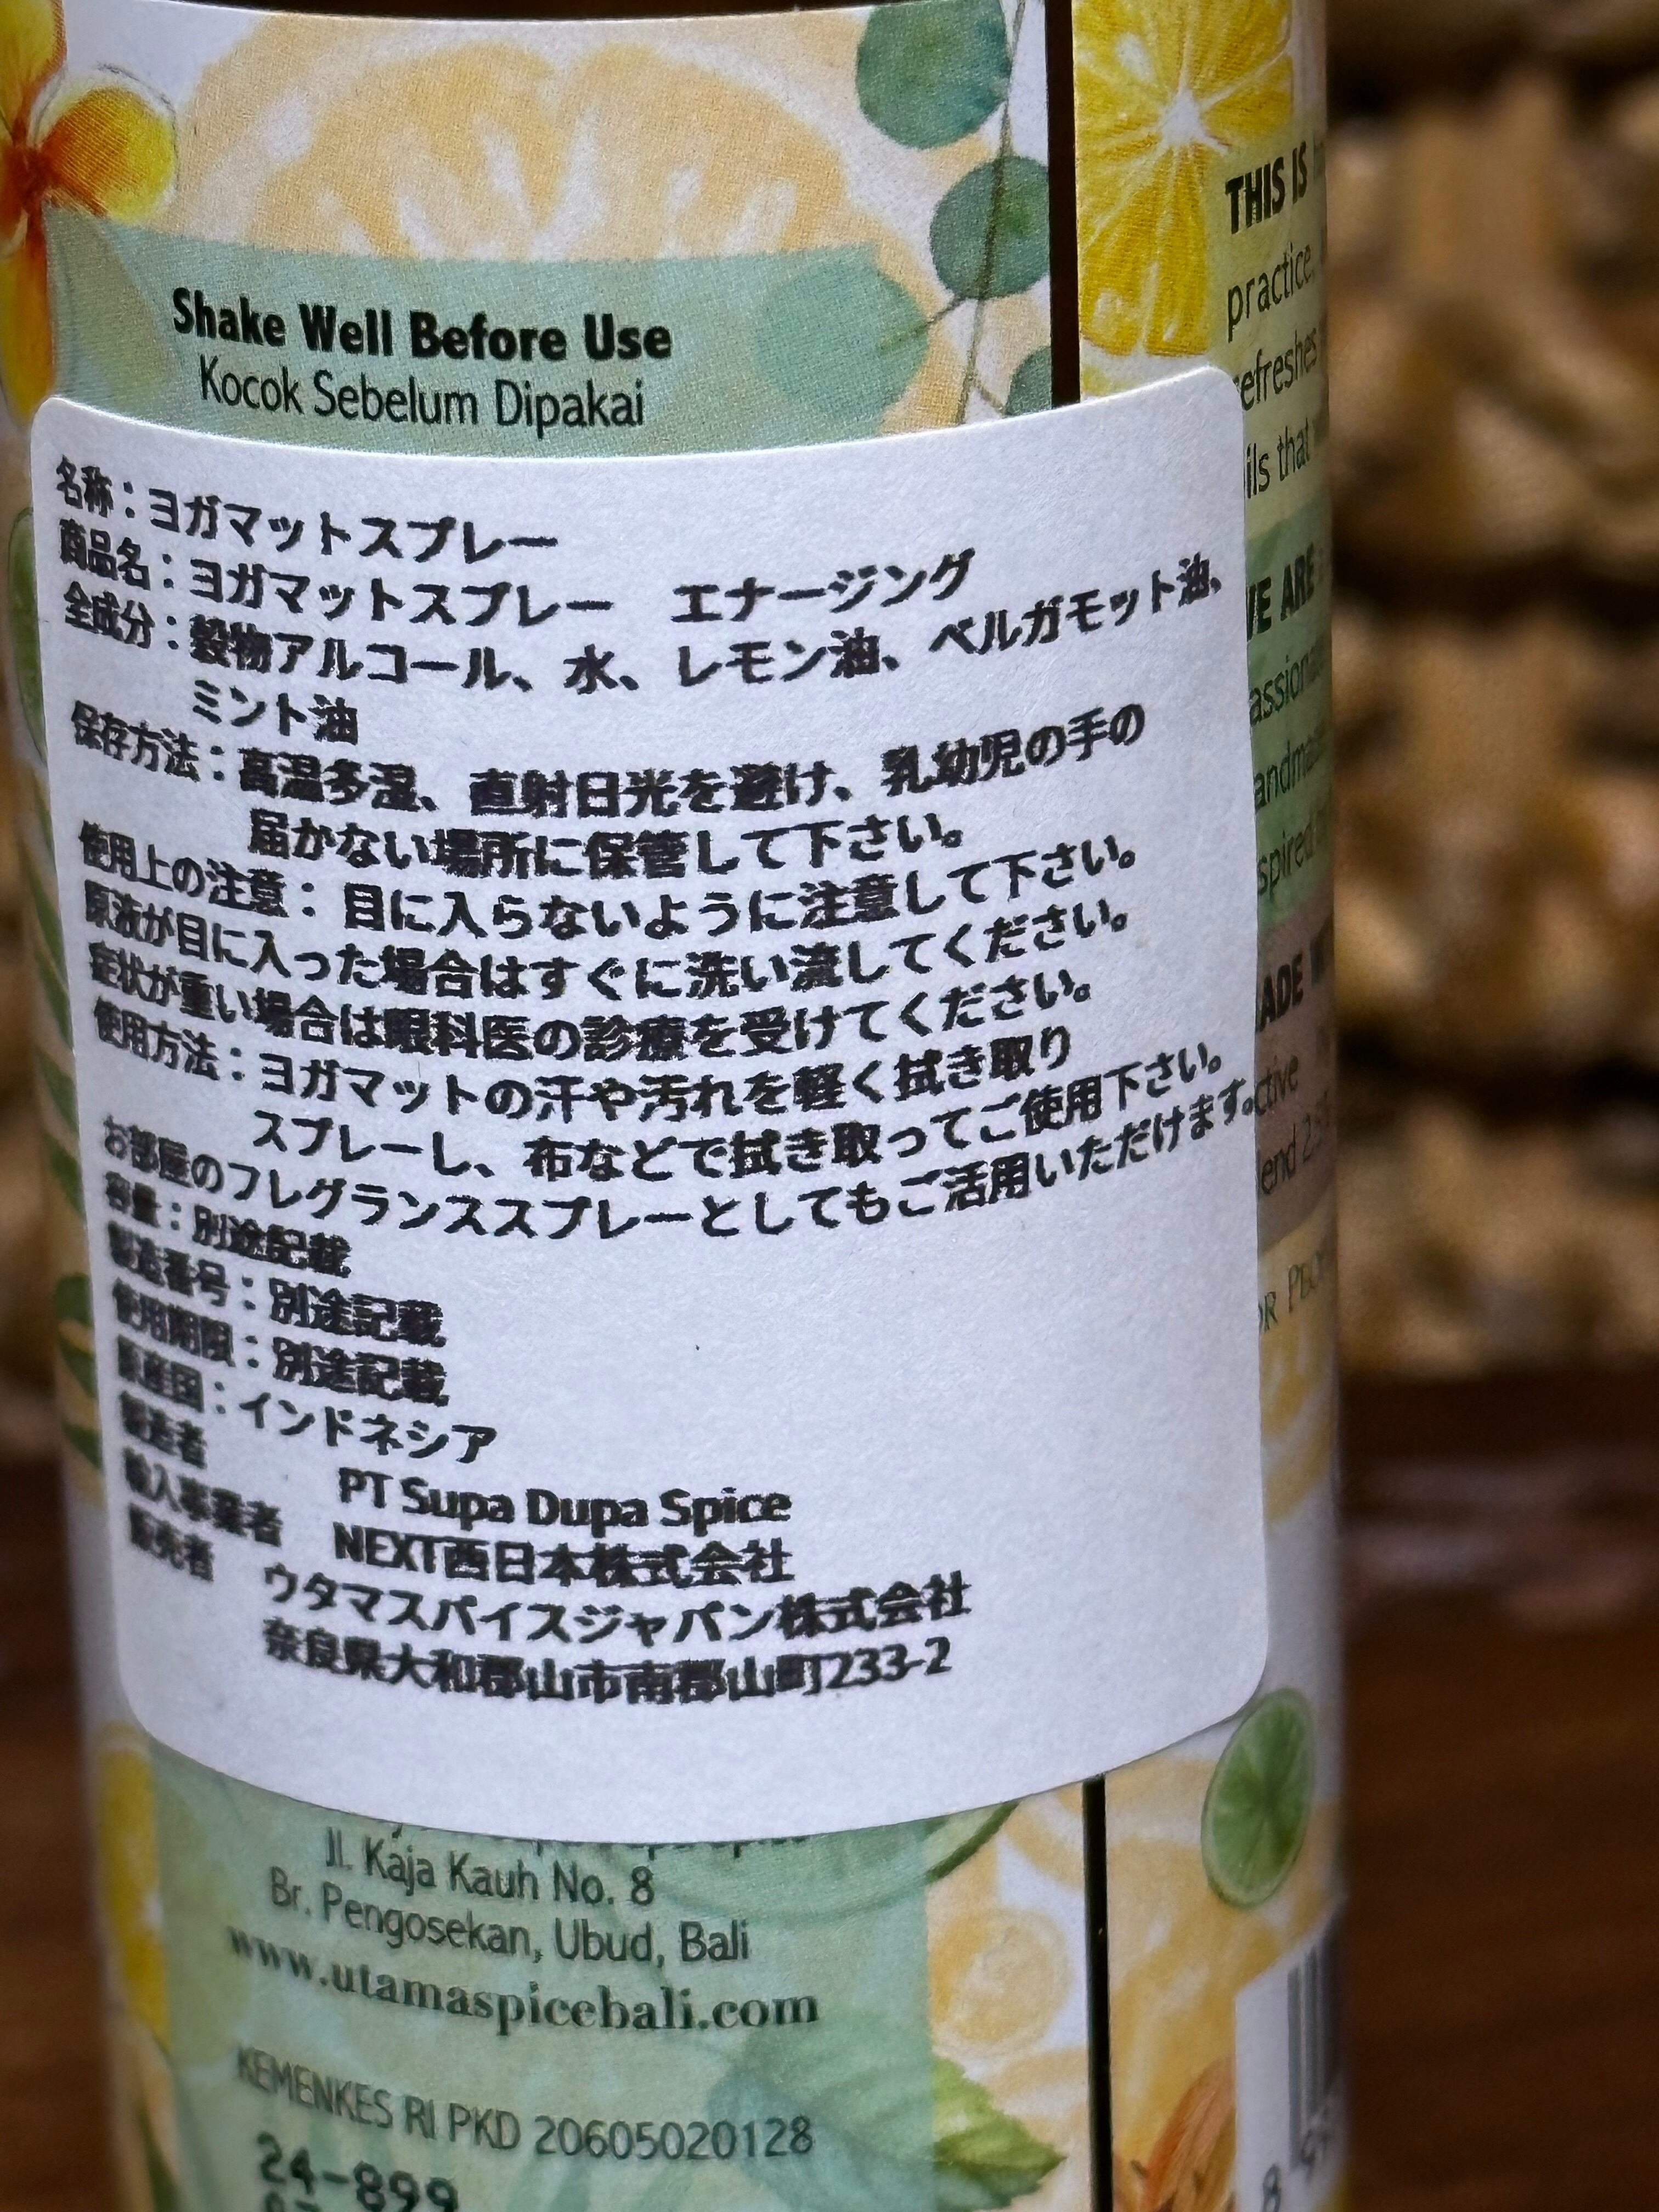 Shake Well Before Use
Kocok Sebelum Dipakai
名称：ヨガマットスプレー
商品名：ヨガマットスプレー　エナージング
全成分：穀物アルコール、水、レモン油、ベルガモット油、
ミント油
保存方法：高温多湿、直射日光を避け、乳幼児の手の
届かない場所に保管して下さい。
使用上の注意：目に入らないように注意して下さい。
原液が目に入った場合はすぐに洗い流してください。
症状が重い場合は眼科医の診療を受けてください。
使用方法：ヨガマットの汗や汚れを軽く拭き取り
スプレーし、布などで拭き取ってご使用下さい。
お部屋のフレグランススプレーとしてもご活用いただけます。
容量：別途記載
製造番号：別途記載
使用期限：別途記載
原産国：インドネシア
製造者　PT Supa Dupa Spice
輸入事業者　NEXT西日本株式会社
販売者　ウタマスパイスジャパン株式会社
奈良県大和郡山市南郡山町233-2
Jl. Kaja Kauh No. 8
Br. Pengosekan, Ubud, Bali
www.utamaspicebali.com
KEMENKES RI PKD 20605020128
24-899
THIS IS
practice
refreshes
that
WE ARE
MADE